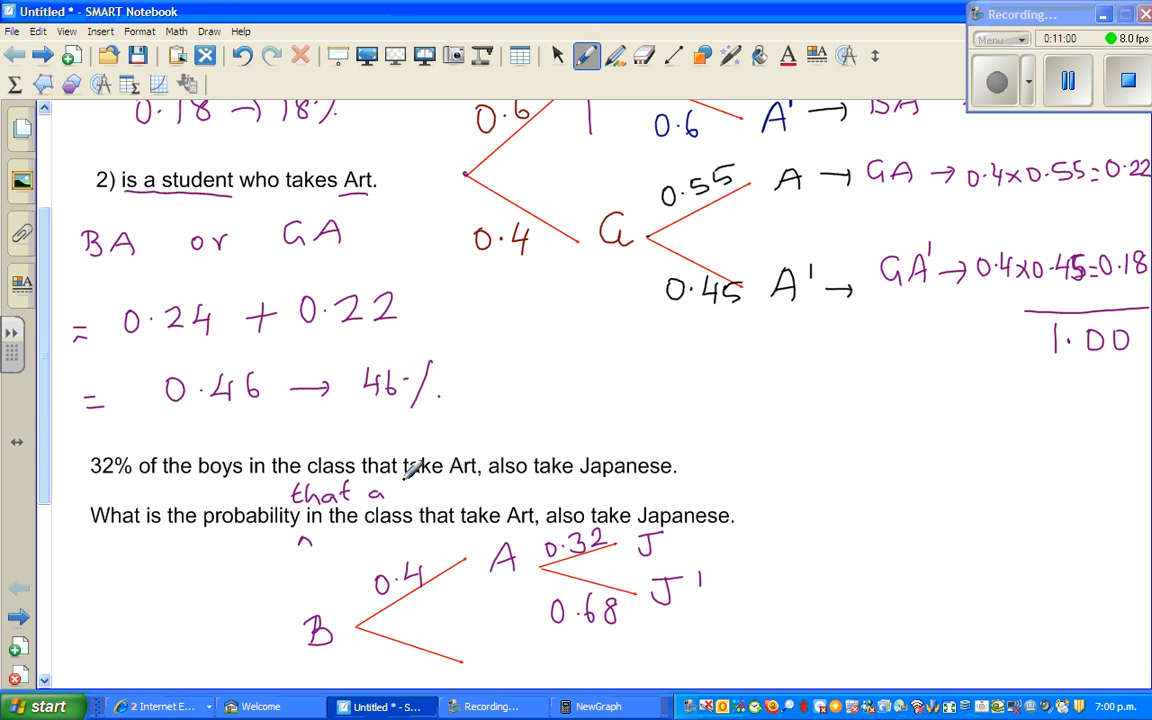 Untitled * - SMART Notebook
File Edit View Insert Format Math Draw Help
Recording...
Menu
0:11:00
8.0 fps
0.18 → 18%
0.6
0.6
A' → BA
2) is a student who takes Art.
0.55
A → GA → 0.4x0.55=0.22
BA or GA
0.4
G
0.45
A' →
GA' → 0.4x0.45=0.18
1.00
= 0.24 + 0.22
= 0.46 → 46%.
32% of the boys in the class that take Art, also take Japanese.
that a
What is the probability in the class that take Art, also take Japanese.
^
0.4
A
0.32
J
0.68
J'
B
start
2 Internet E...
Welcome
Untitled * - S...
Recording...
NewGraph
7:00 p.m.